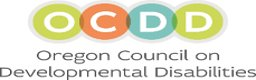 OCDD
Oregon Council on
Developmental Disabilities